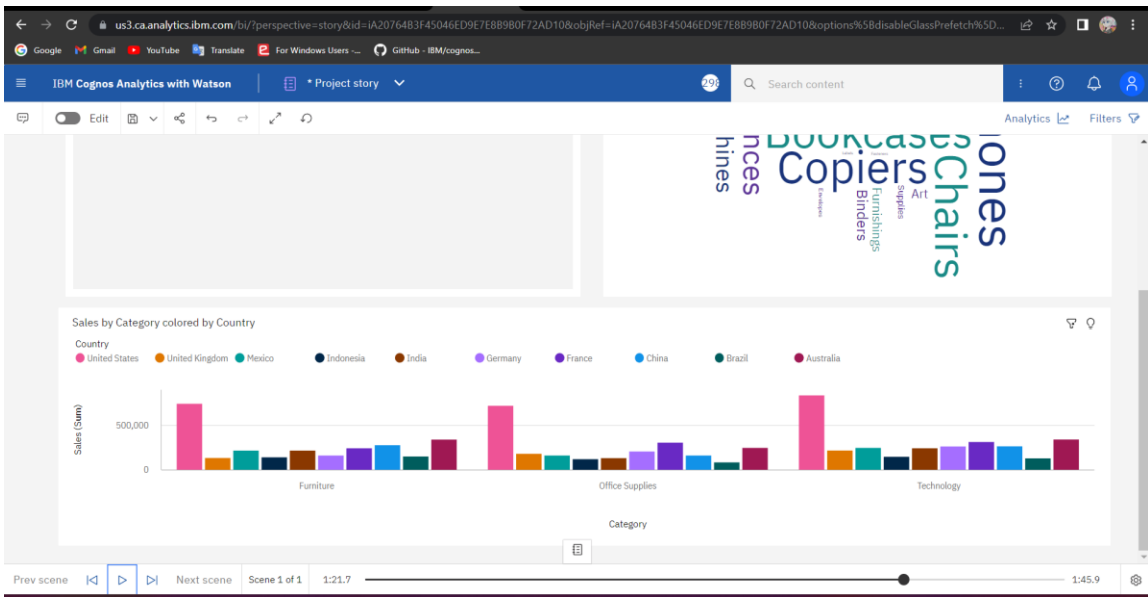 us3.ca.analytics.ibm.com/bi/?perspective=story&id=iA20764B3F45046ED9E7E8B9B0F72AD10&objRef=iA20764B3F45046ED9E7E8B9B0F72AD10&options%5BdisableGlassPrefetch%5D...
Google Gmail YouTube Translate For Windows Users -... GitHub - IBM/cognos...
IBM Cognos Analytics with Watson * Project story 298 Search content
Edit Analytics Filters
Bookcases
Copiers
Chairs
Art
Supplies
Furnishings
Binders
Envelopes
hines
nces
ones
Sales by Category colored by Country
Country
United States United Kingdom Mexico Indonesia India Germany France China Brazil Australia
Sales (Sum)
500,000
0
Furniture Office Supplies Technology
Category
Prev scene Next scene Scene 1 of 1 1:21.7 1:45.9